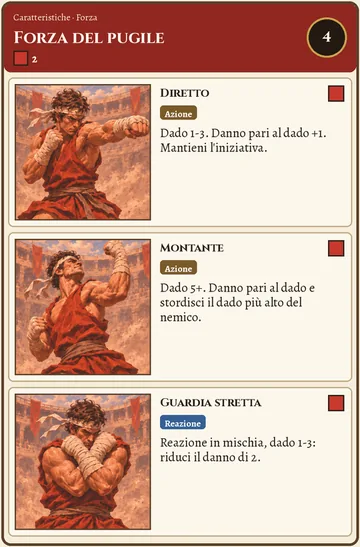 Caratteristiche · Forza
Forza del pugile
4
2
Diretto
Azione
Dado 1-3. Danno pari al dado +1.
Mantieni l'iniziativa.
Montante
Azione
Dado 5+. Danno pari al dado e
stordisci il dado più alto del
nemico.
Guardia stretta
Reazione
Reazione in mischia, dado 1-3:
riduci il danno di 2.